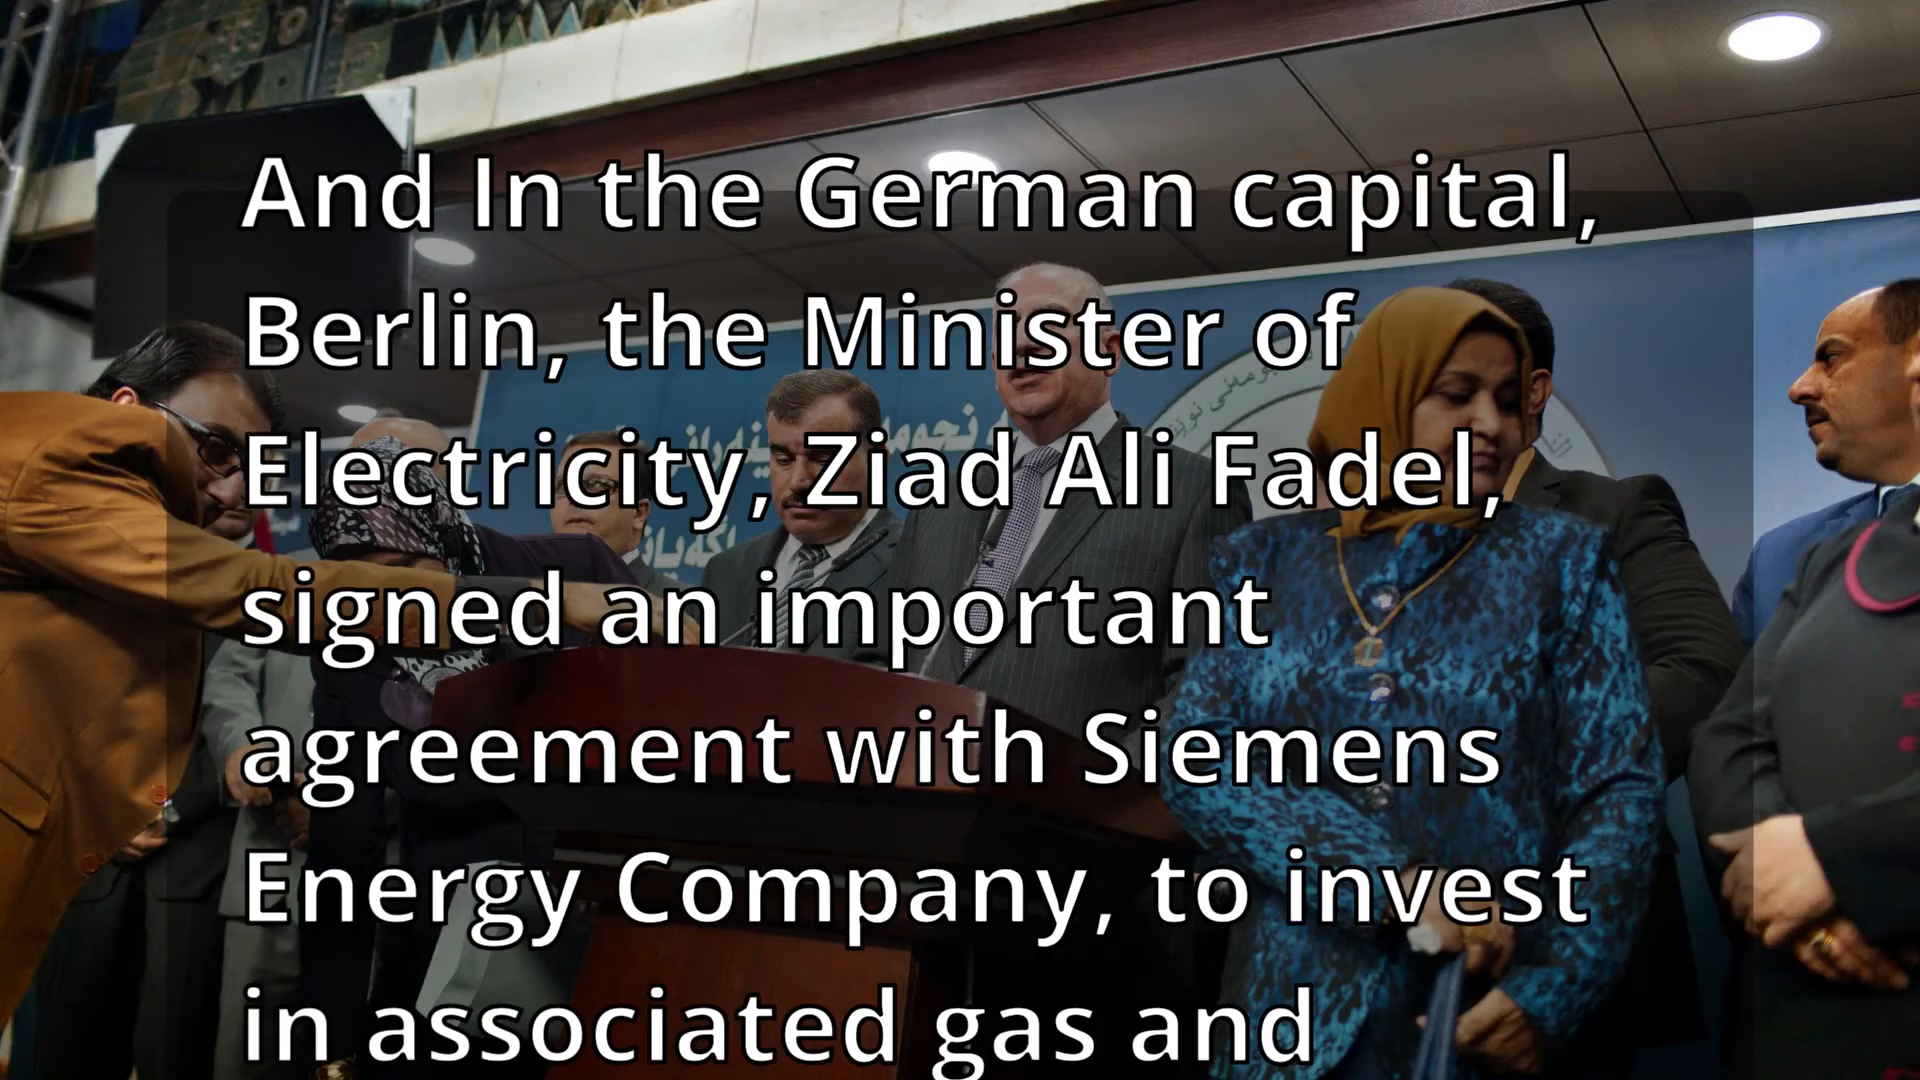 And In the German capital,
Berlin, the Minister of
Electricity, Ziad Ali Fadel,
signed an important
agreement with Siemens
Energy Company, to invest
in associated gas and